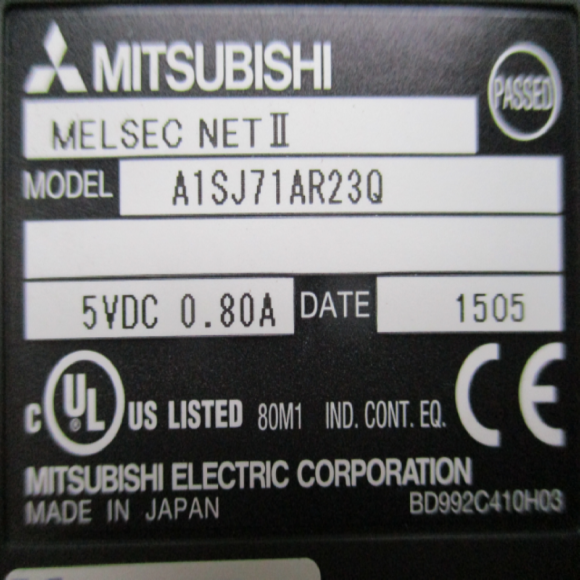 MITSUBISHI
PASSED
MELSEC NETⅡ
MODEL A1SJ71AR23Q
5VDC 0.80A DATE 1505
C UL ® US LISTED 80M1 IND. CONT. EQ. CE
MITSUBISHI ELECTRIC CORPORATION
MADE IN JAPAN BD992C410H03